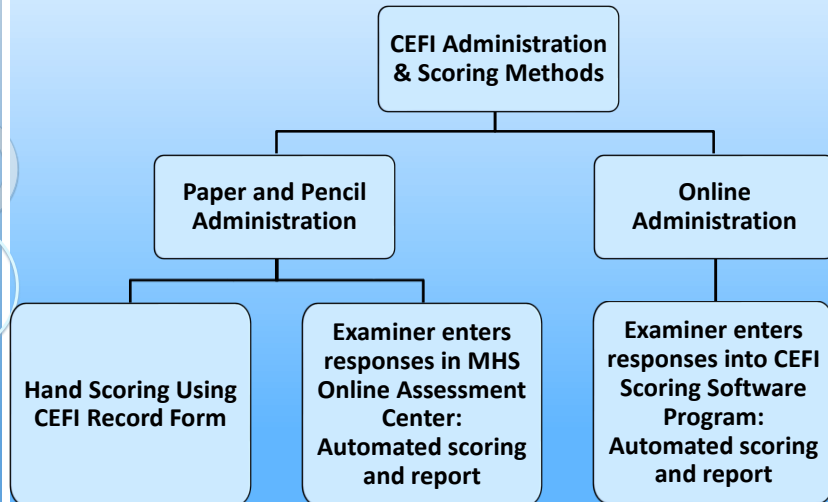 CEFI Administration
& Scoring Methods
Paper and Pencil
Administration
Online
Administration
Hand Scoring Using
CEFI Record Form
Examiner enters
responses in MHS
Online Assessment
Center:
Automated scoring
and report
Examiner enters
responses into CEFI
Scoring Software
Program:
Automated scoring
and report